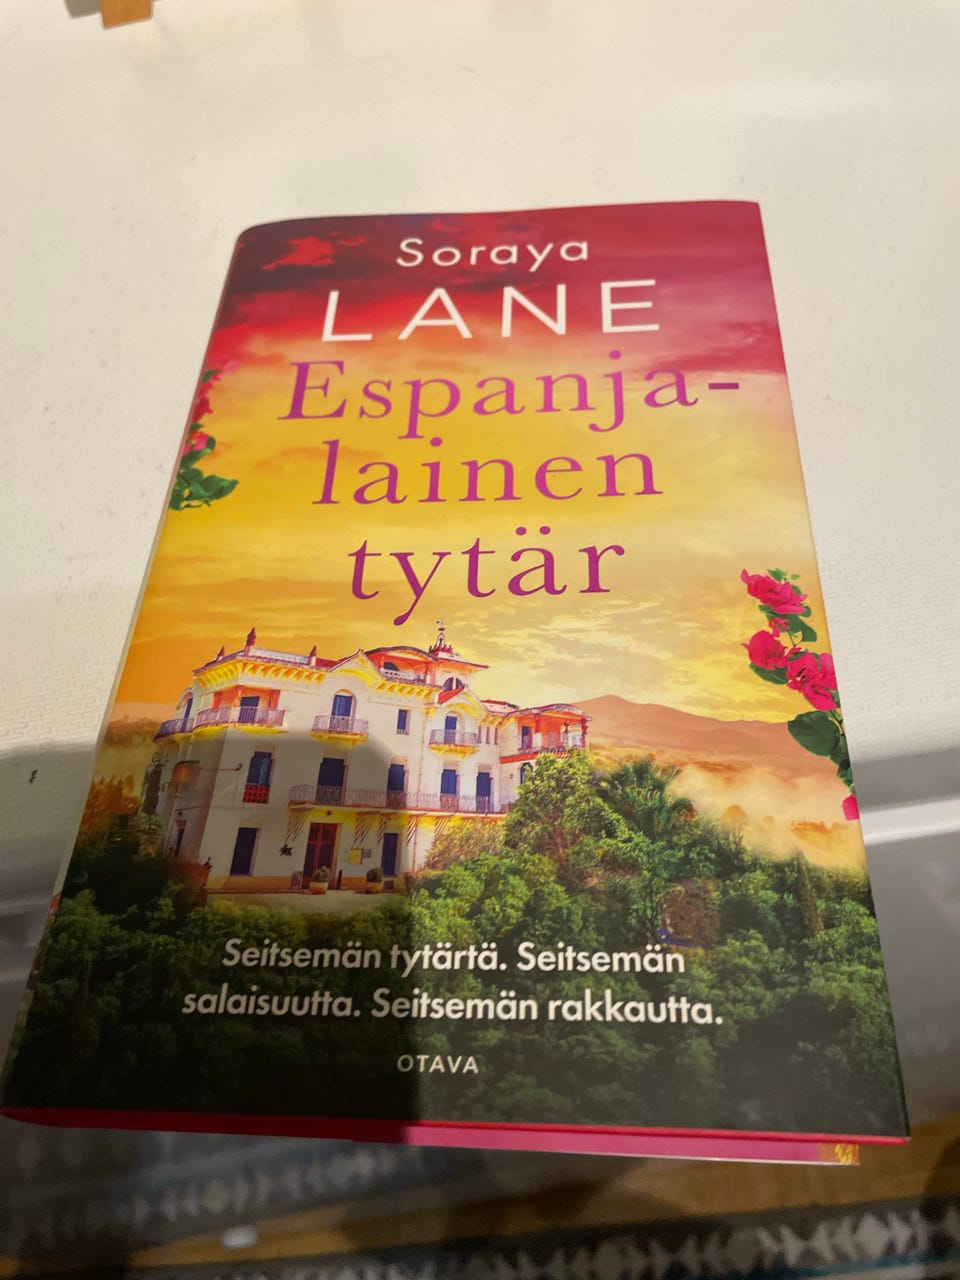 Soraya
LANE
Espanja-
lainen
tytär
Seitsemän tytärtä. Seitsemän
salaisuutta. Seitsemän rakkautta.
OTAVA